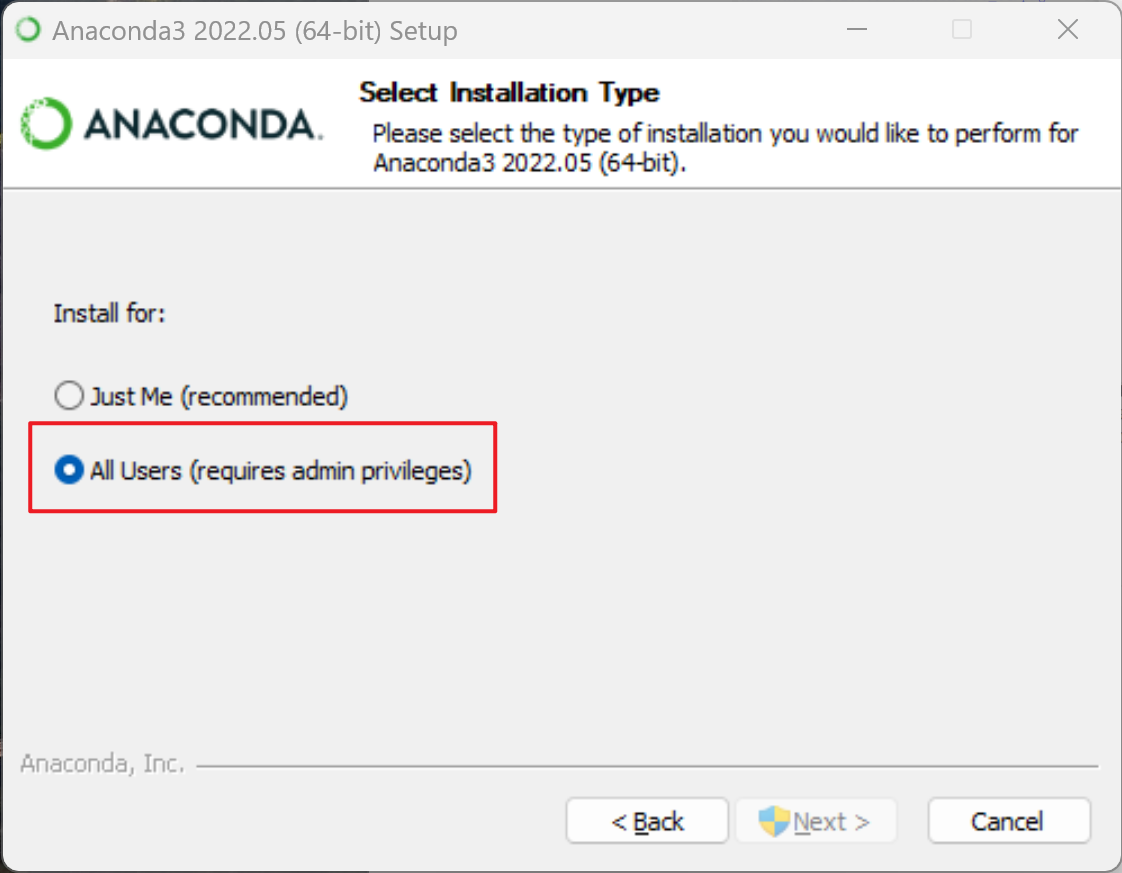 Anaconda3 2022.05 (64-bit) Setup
ANACONDA.
Select Installation Type
Please select the type of installation you would like to perform for
Anaconda3 2022.05 (64-bit).
Install for:
Just Me (recommended)
All Users (requires admin privileges)
Anaconda, Inc.
< Back
Next >
Cancel